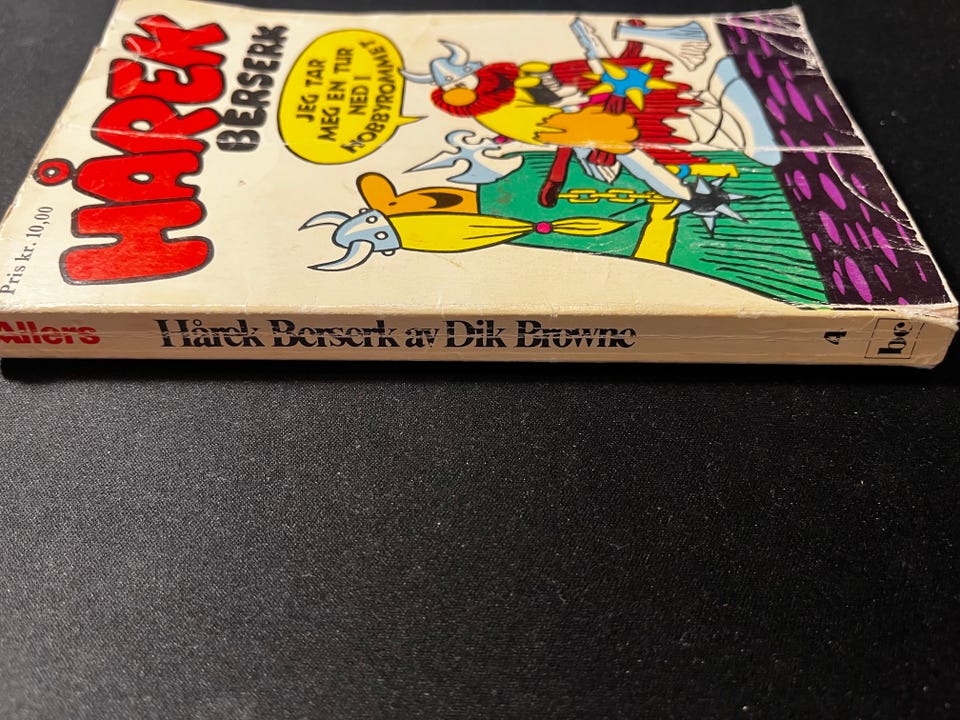 HÅREK
BERSERK
JEG TAR
MEG EN TUR
NED I
HOBBYROMMET
Pris kr. 10,00
Allers
Hårek Berserk av Dik Browne
4
bc